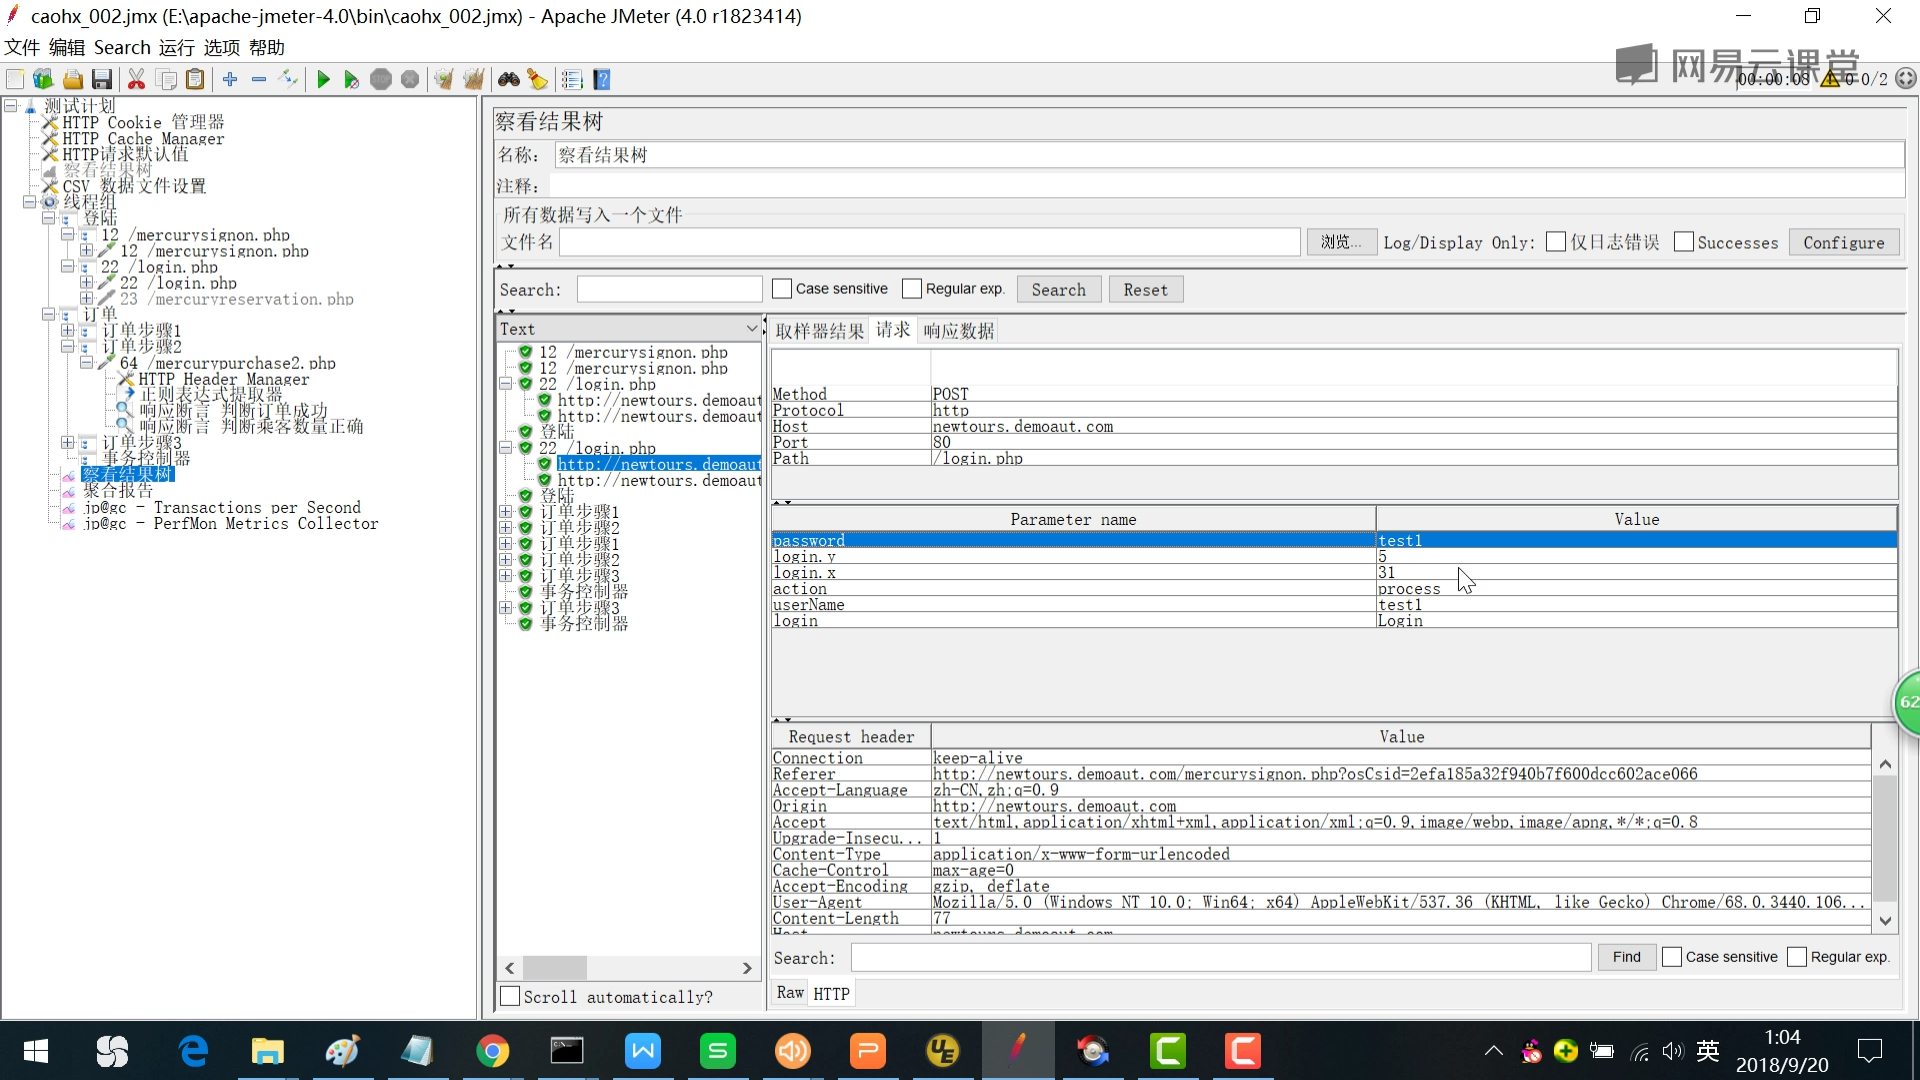 caohx_002.jmx (E:\apache-jmeter-4.0\bin\caohx_002.jmx) - Apache JMeter (4.0 r1823414)
文件 编辑 Search 运行 选项 帮助
网易云课堂
00:00:08 0 0/2
测试计划
HTTP Cookie 管理器
HTTP Cache Manager
HTTP请求默认值
察看结果树
CSV 数据文件设置
线程组
登陆
12 /mercurysignon.php
12 /mercurysignon.php
22 /login.php
22 /login.php
23 /mercuryreservation.php
订单
订单步骤1
订单步骤2
64 /mercurypurchase2.php
HTTP Header Manager
正则表达式提取器
响应断言 判断订单成功
响应断言 判断乘客数量正确
订单步骤3
事务控制器
察看结果树
聚合报告
jp@gc - Transactions per Second
jp@gc - PerfMon Metrics Collector
察看结果树
名称: 察看结果树
注释:
所有数据写入一个文件
文件名 浏览... Log/Display Only: 仅日志错误 Successes Configure
Search: Case sensitive Regular exp. Search Reset
Text
12 /mercurysignon.php
12 /mercurysignon.php
22 /login.php
http://newtours.demoaut
http://newtours.demoaut
登陆
22 /login.php
http://newtours.demoaut
http://newtours.demoaut
登陆
订单步骤1
订单步骤2
订单步骤1
订单步骤2
订单步骤3
事务控制器
订单步骤3
事务控制器
Scroll automatically?
取样器结果 请求 响应数据
Method POST
Protocol http
Host newtours.demoaut.com
Port 80
Path /login.php
Parameter name Value
password test1
login.y 5
login.x 31
action process
userName test1
login Login
Request header Value
Connection keep-alive
Referer http://newtours.demoaut.com/mercurysignon.php?osCsid=2efa185a32f940b7f600dcc602ace066
Accept-Language zh-CN,zh;q=0.9
Origin http://newtours.demoaut.com
Accept text/html,application/xhtml+xml,application/xml;q=0.9,image/webp,image/apng,*/*;q=0.8
Upgrade-Insecu... 1
Content-Type application/x-www-form-urlencoded
Cache-Control max-age=0
Accept-Encoding gzip, deflate
User-Agent Mozilla/5.0 (Windows NT 10.0; Win64; x64) AppleWebKit/537.36 (KHTML, like Gecko) Chrome/68.0.3440.106...
Content-Length 77
Host newtours.demoaut.com
Search: Find Case sensitive Regular exp.
Raw HTTP
62
英
1:04
2018/9/20